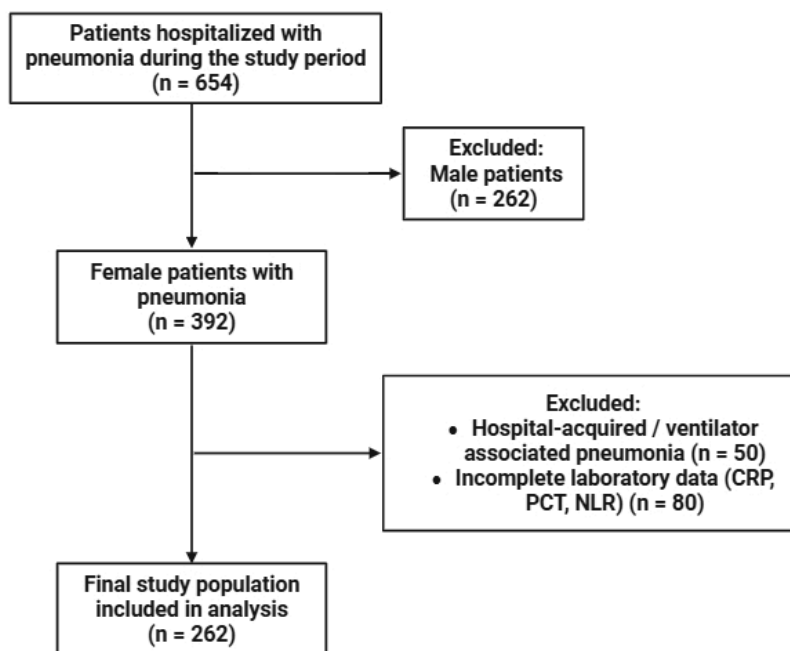 Patients hospitalized with
pneumonia during the study period
(n = 654)
Excluded:
Male patients
(n = 262)
Female patients with
pneumonia
(n = 392)
Excluded:
• Hospital-acquired / ventilator
associated pneumonia (n = 50)
• Incomplete laboratory data (CRP,
PCT, NLR) (n = 80)
Final study population
included in analysis
(n = 262)